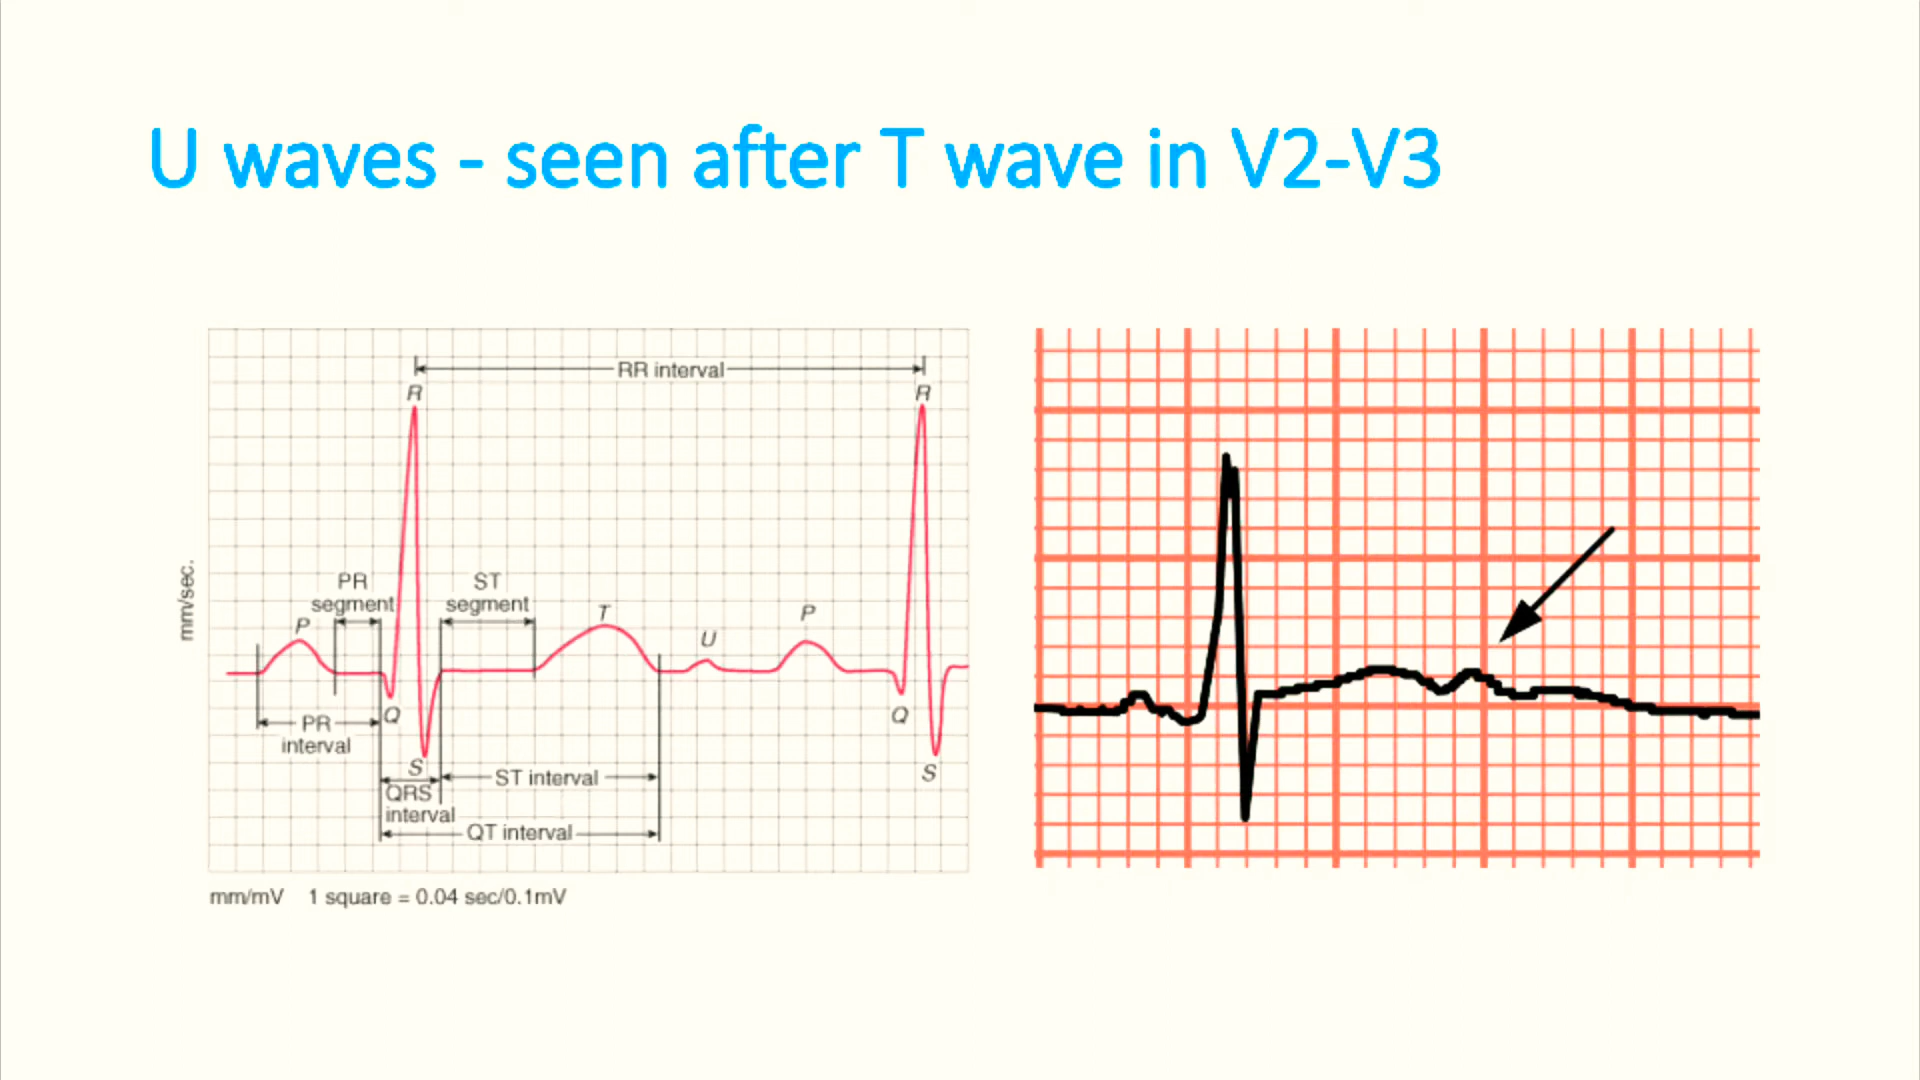 U waves - seen after T wave in V2-V3
RR interval
R
R
PR
segment
ST
segment
P
T
U
P
mm/sec.
Q
Q
PR
interval
S
S
ST interval
QRS
interval
QT interval
mm/mV 1 square = 0.04 sec/0.1mV